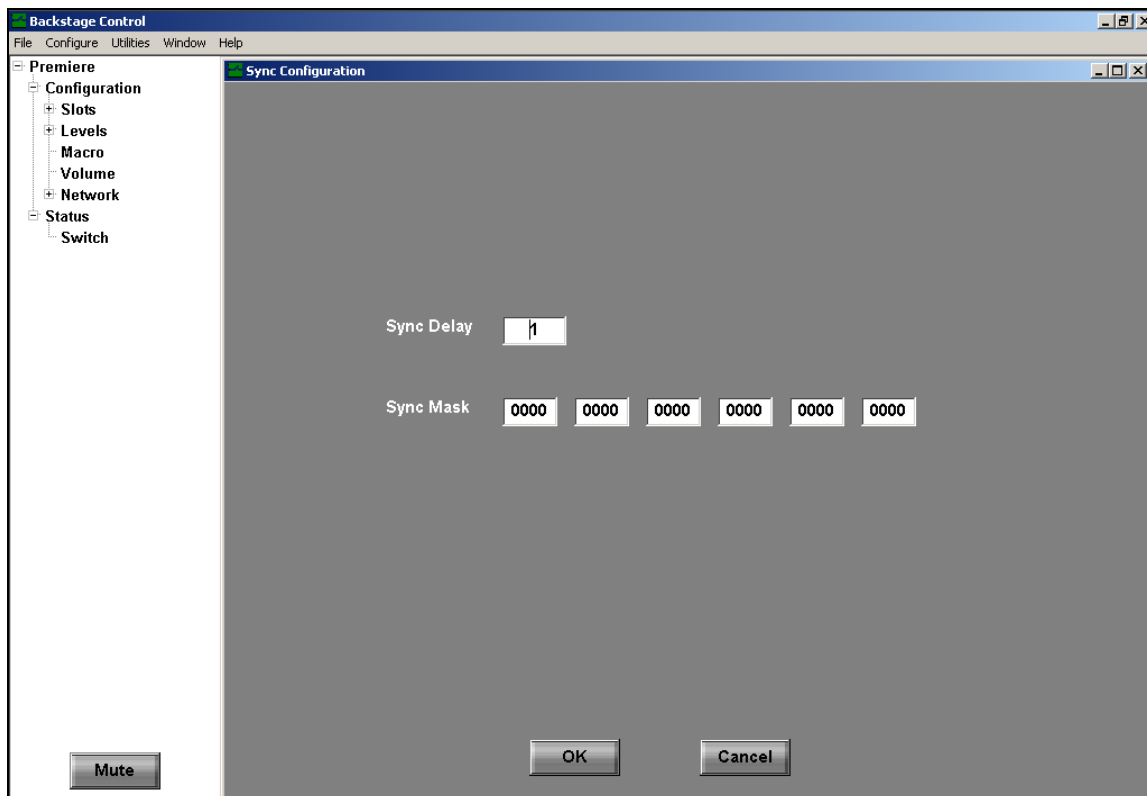 Backstage Control
File Configure Utilities Window Help
Premiere
Configuration
Slots
Levels
Macro
Volume
Network
Status
Switch
Mute
Sync Configuration
Sync Delay 1
Sync Mask 0000 0000 0000 0000 0000 0000
OK Cancel